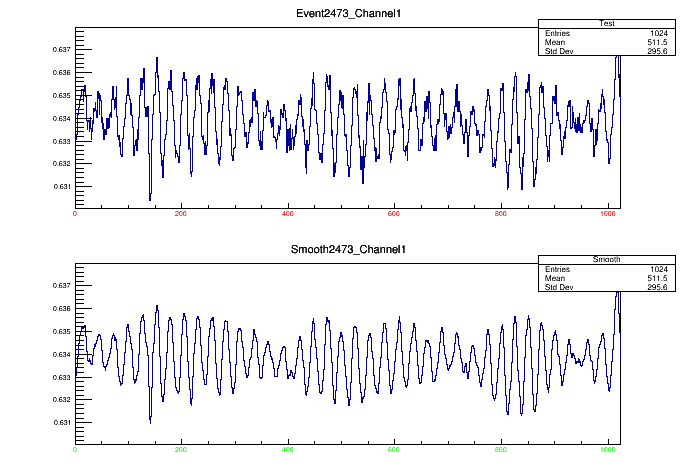 Event2473_Channel1
Test
Entries 1024
Mean 511.5
Std Dev 295.6
0.637
0.636
0.635
0.634
0.633
0.632
0.631
0 200 400 600 800 1000
Smooth2473_Channel1
Smooth
Entries 1024
Mean 511.5
Std Dev 295.6
0.637
0.636
0.635
0.634
0.633
0.632
0.631
0 200 400 600 800 1000